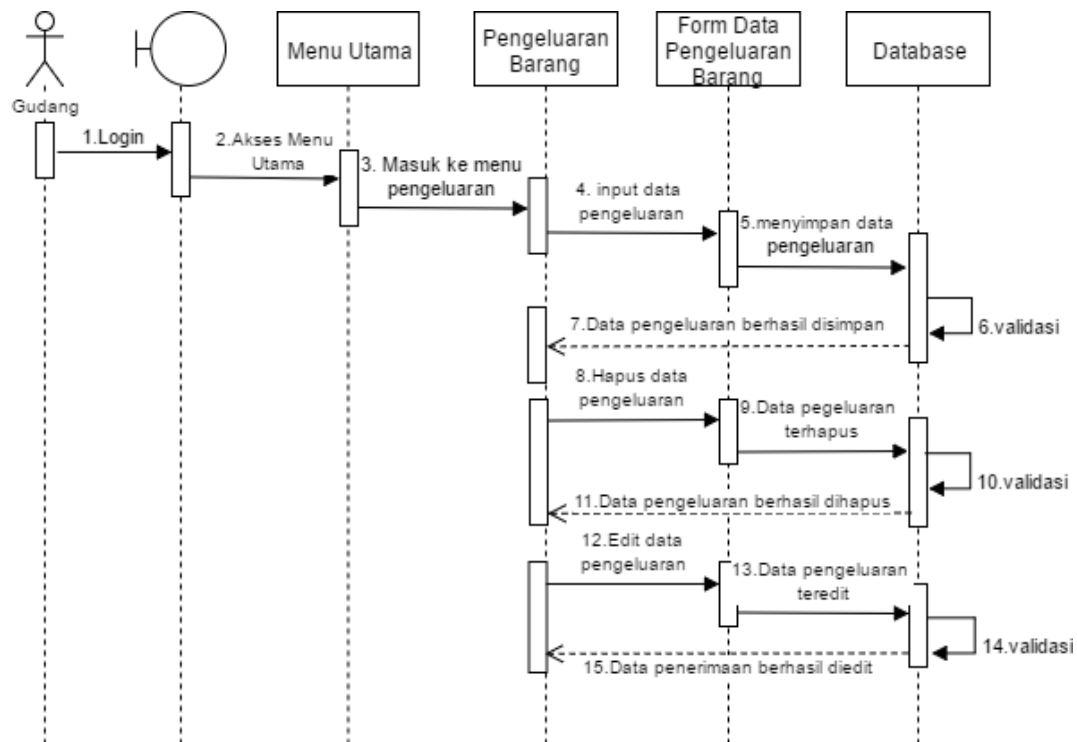 Gudang
Menu Utama
Pengeluaran
Barang
Form Data
Pengeluaran
Barang
Database
1.Login
2.Akses Menu
Utama
3. Masuk ke menu
pengeluaran
4. input data
pengeluaran
5.menyimpan data
pengeluaran
6.validasi
7.Data pengeluaran berhasil disimpan
8.Hapus data
pengeluaran
9.Data pegeluaran
terhapus
10.validasi
11.Data pengeluaran berhasil dihapus
12.Edit data
pengeluaran
13.Data pengeluaran
teredit
14.validasi
15.Data penerimaan berhasil diedit